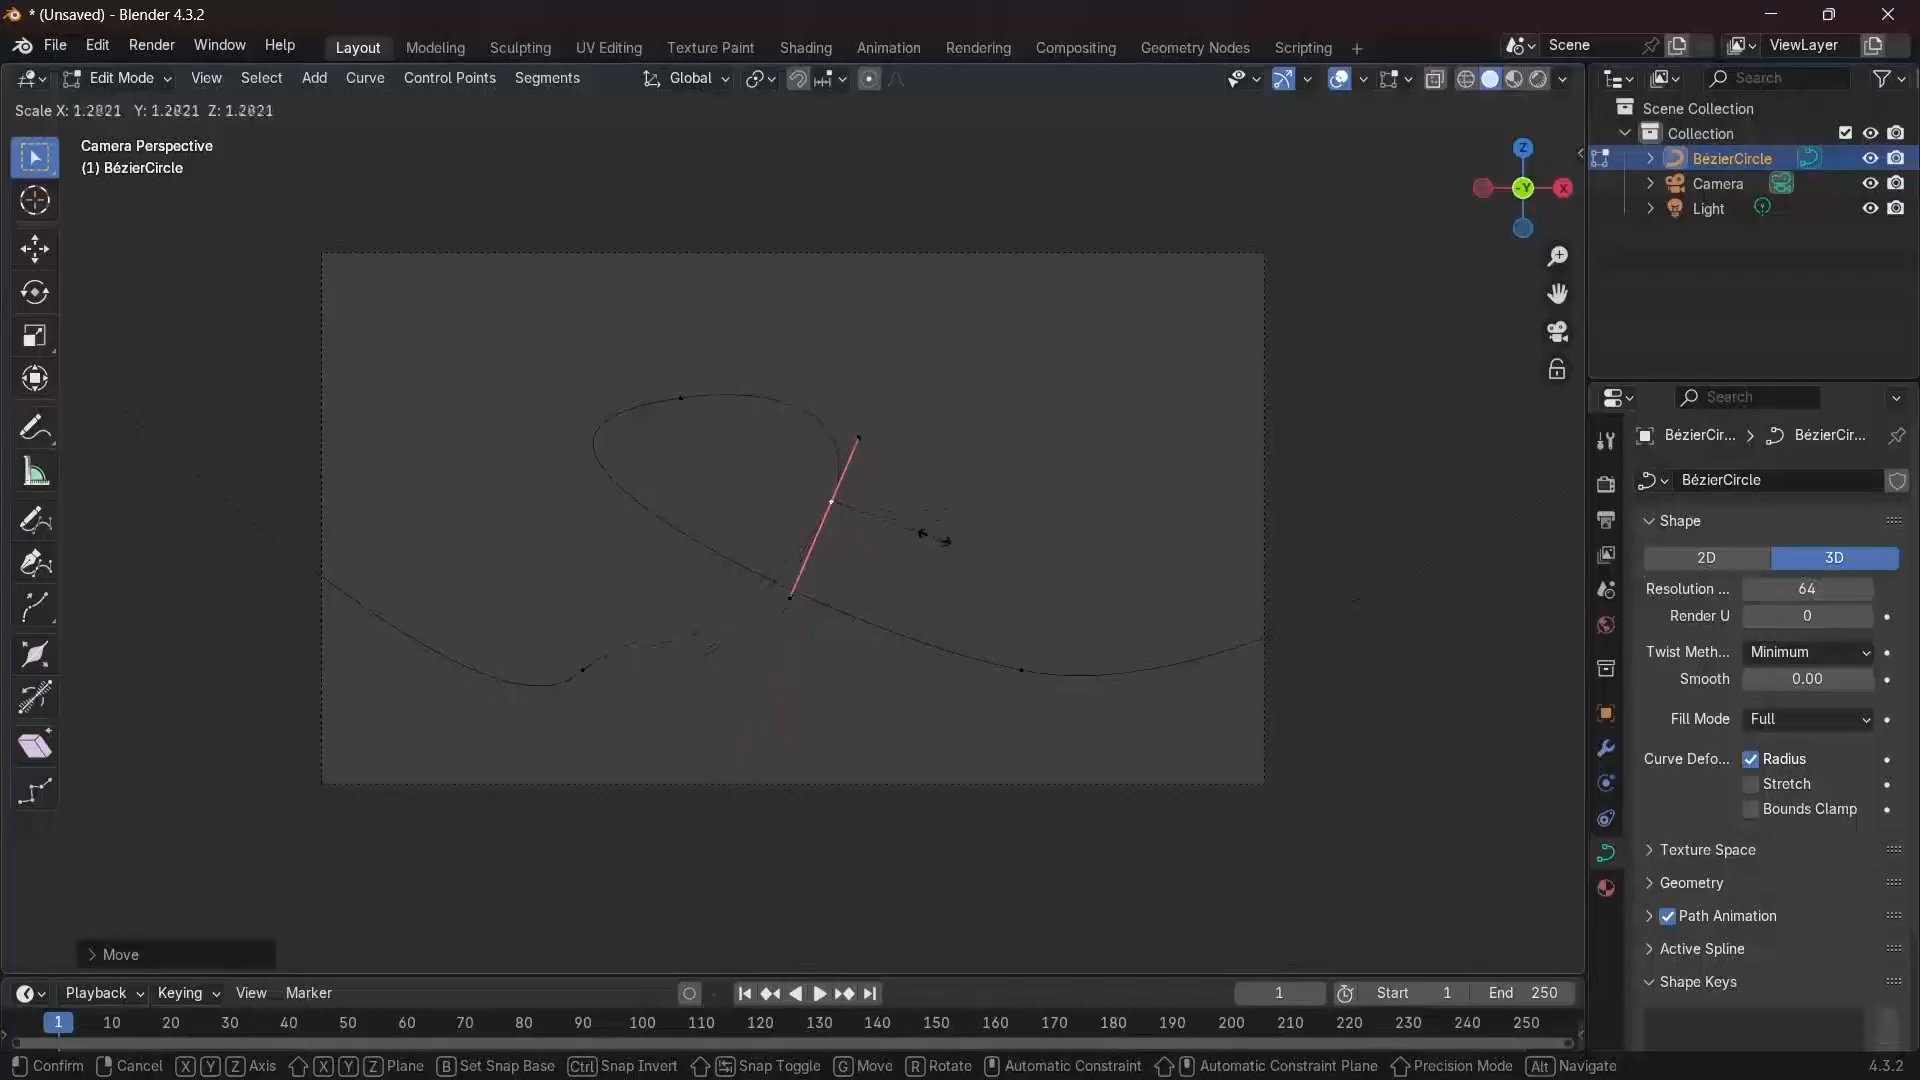 * (Unsaved) - Blender 4.3.2
File Edit Render Window Help Layout Modeling Sculpting UV Editing Texture Paint Shading Animation Rendering Compositing Geometry Nodes Scripting + Scene ViewLayer
Edit Mode View Select Add Curve Control Points Segments Global Search
Scale X: 1.2021 Y: 1.2021 Z: 1.2021
Scene Collection
Collection
Camera Perspective
(1) BézierCircle
BézierCircle
Camera
Light
Z
-Y X
Search
BézierCir... BézierCir...
BézierCircle
Shape
2D 3D
Resolution ... 64
Render U 0
Twist Meth... Minimum
Smooth 0.00
Fill Mode Full
Curve Defo... Radius
Stretch
Bounds Clamp
Texture Space
Geometry
Path Animation
Active Spline
Shape Keys
Move
Playback Keying View Marker 1 Start 1 End 250
1 10 20 30 40 50 60 70 80 90 100 110 120 130 140 150 160 170 180 190 200 210 220 230 240 250
Confirm Cancel X Y Z Axis X Y Z Plane B Set Snap Base Ctrl Snap Invert Snap Toggle G Move R Rotate Automatic Constraint Automatic Constraint Plane Precision Mode Alt Navigate 4.3.2